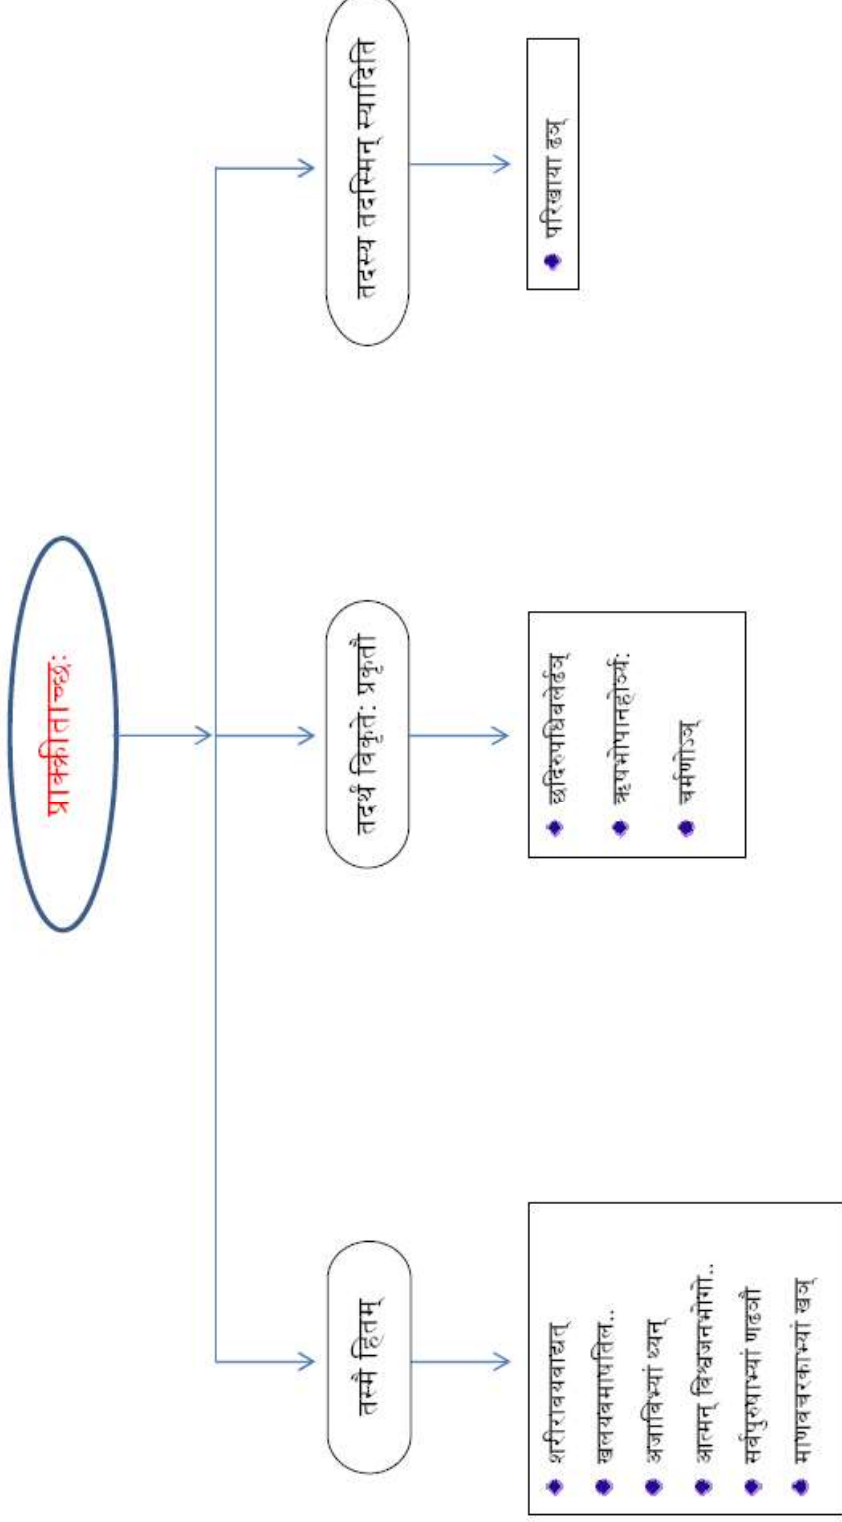 प्राक्क्रीताच्छः
तस्मै हितम्
शरीरावयवाद्यत्
खलयवमाषतिल..
अजाविभ्यां थ्यन्
आत्मन् विश्वजनभोगो..
सर्वपुरुषाभ्यां णढञौ
माणवचरकाभ्यां खञ्
तदर्थं विकृतेः प्रकृतौ
छदिरुपधिबलेर्ढञ्
ऋषभोपानहोर्ञ्यः
चर्मणोऽञ्
तदस्य तदस्मिन् स्यादिति
परिखाया ढञ्